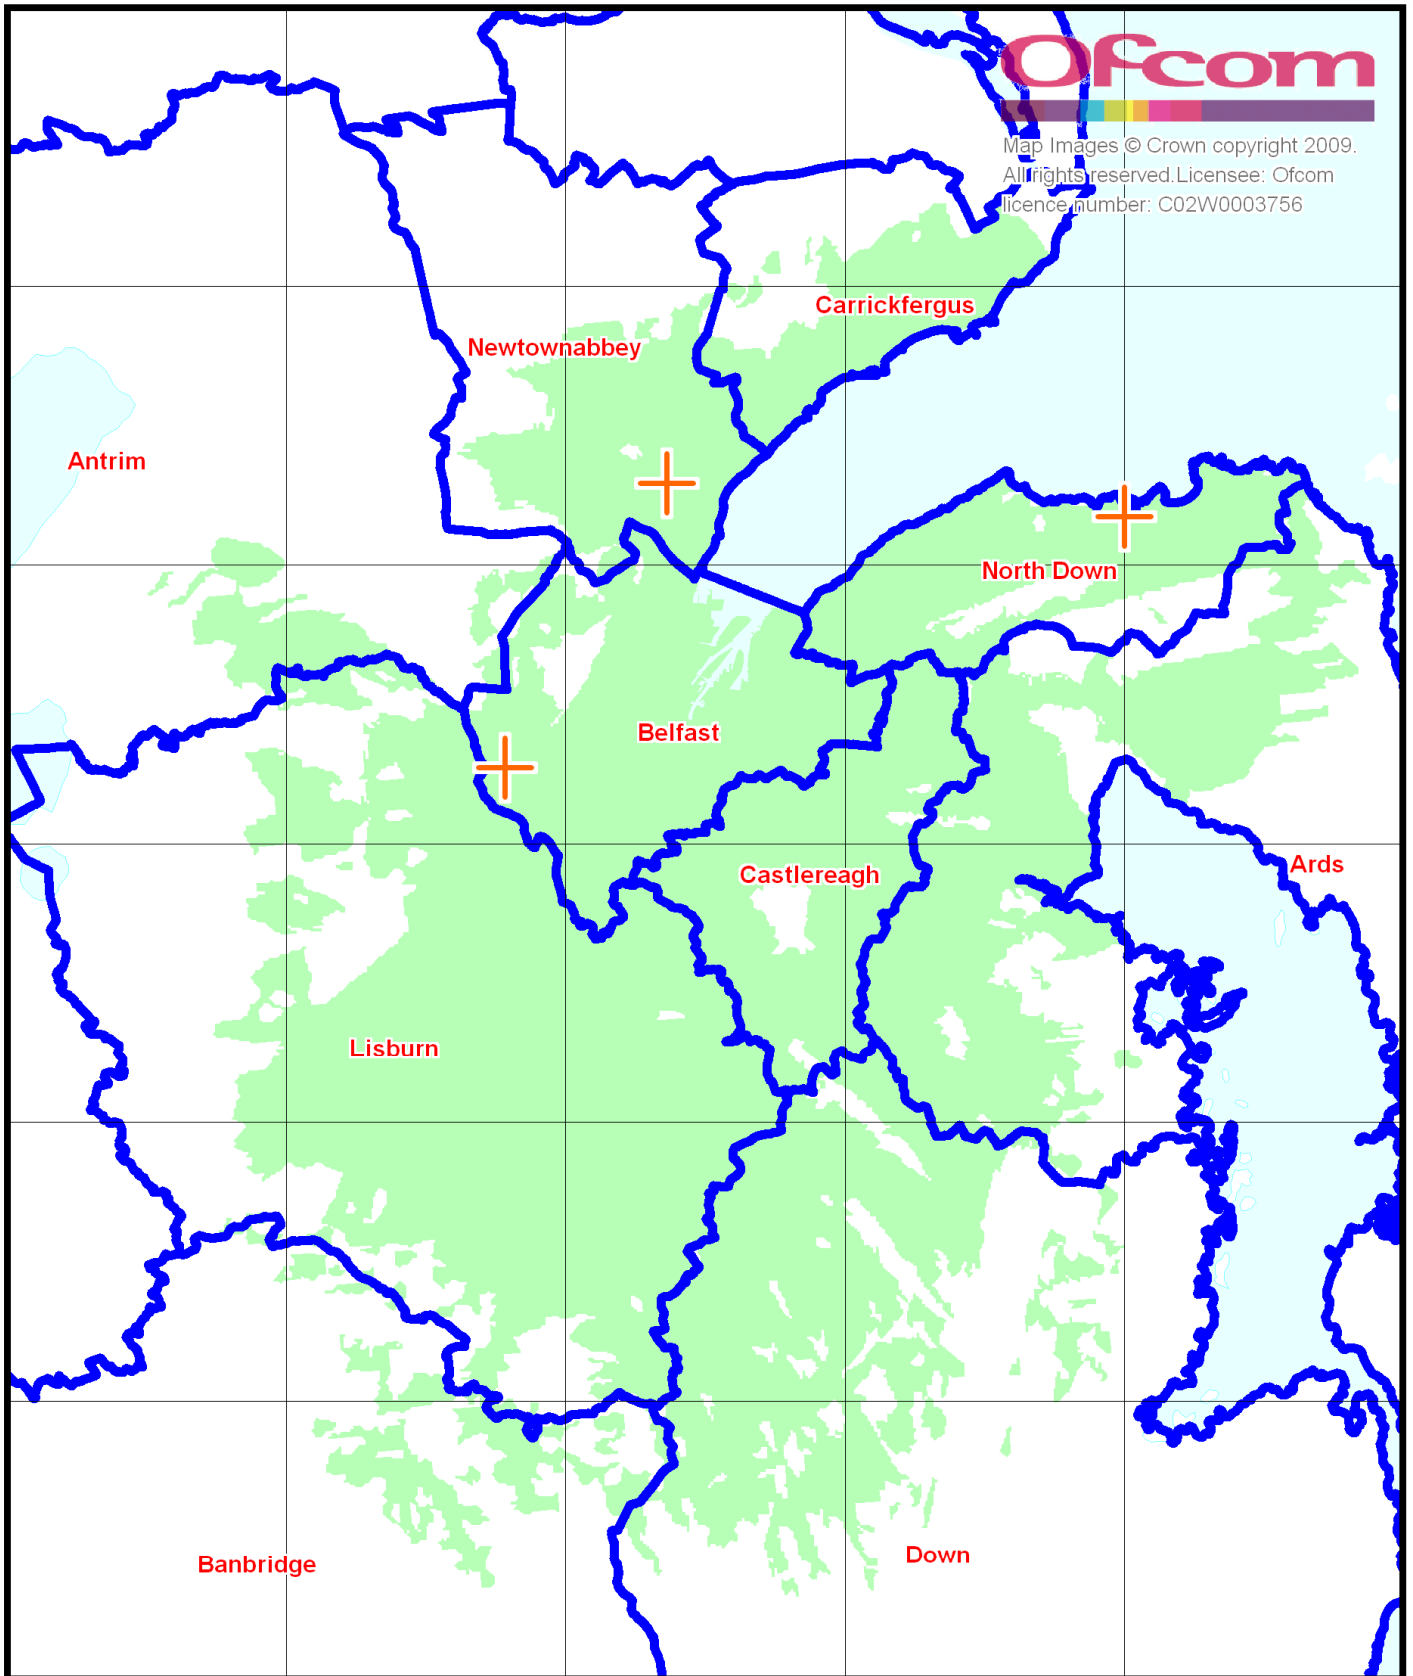 Ofcom
Map Images © Crown copyright 2009.
All rights reserved.Licensee: Ofcom
licence number: C02W0003756
Carrickfergus
Newtownabbey
Antrim
North Down
Belfast
Ards
Castlereagh
Lisburn
Down
Banbridge